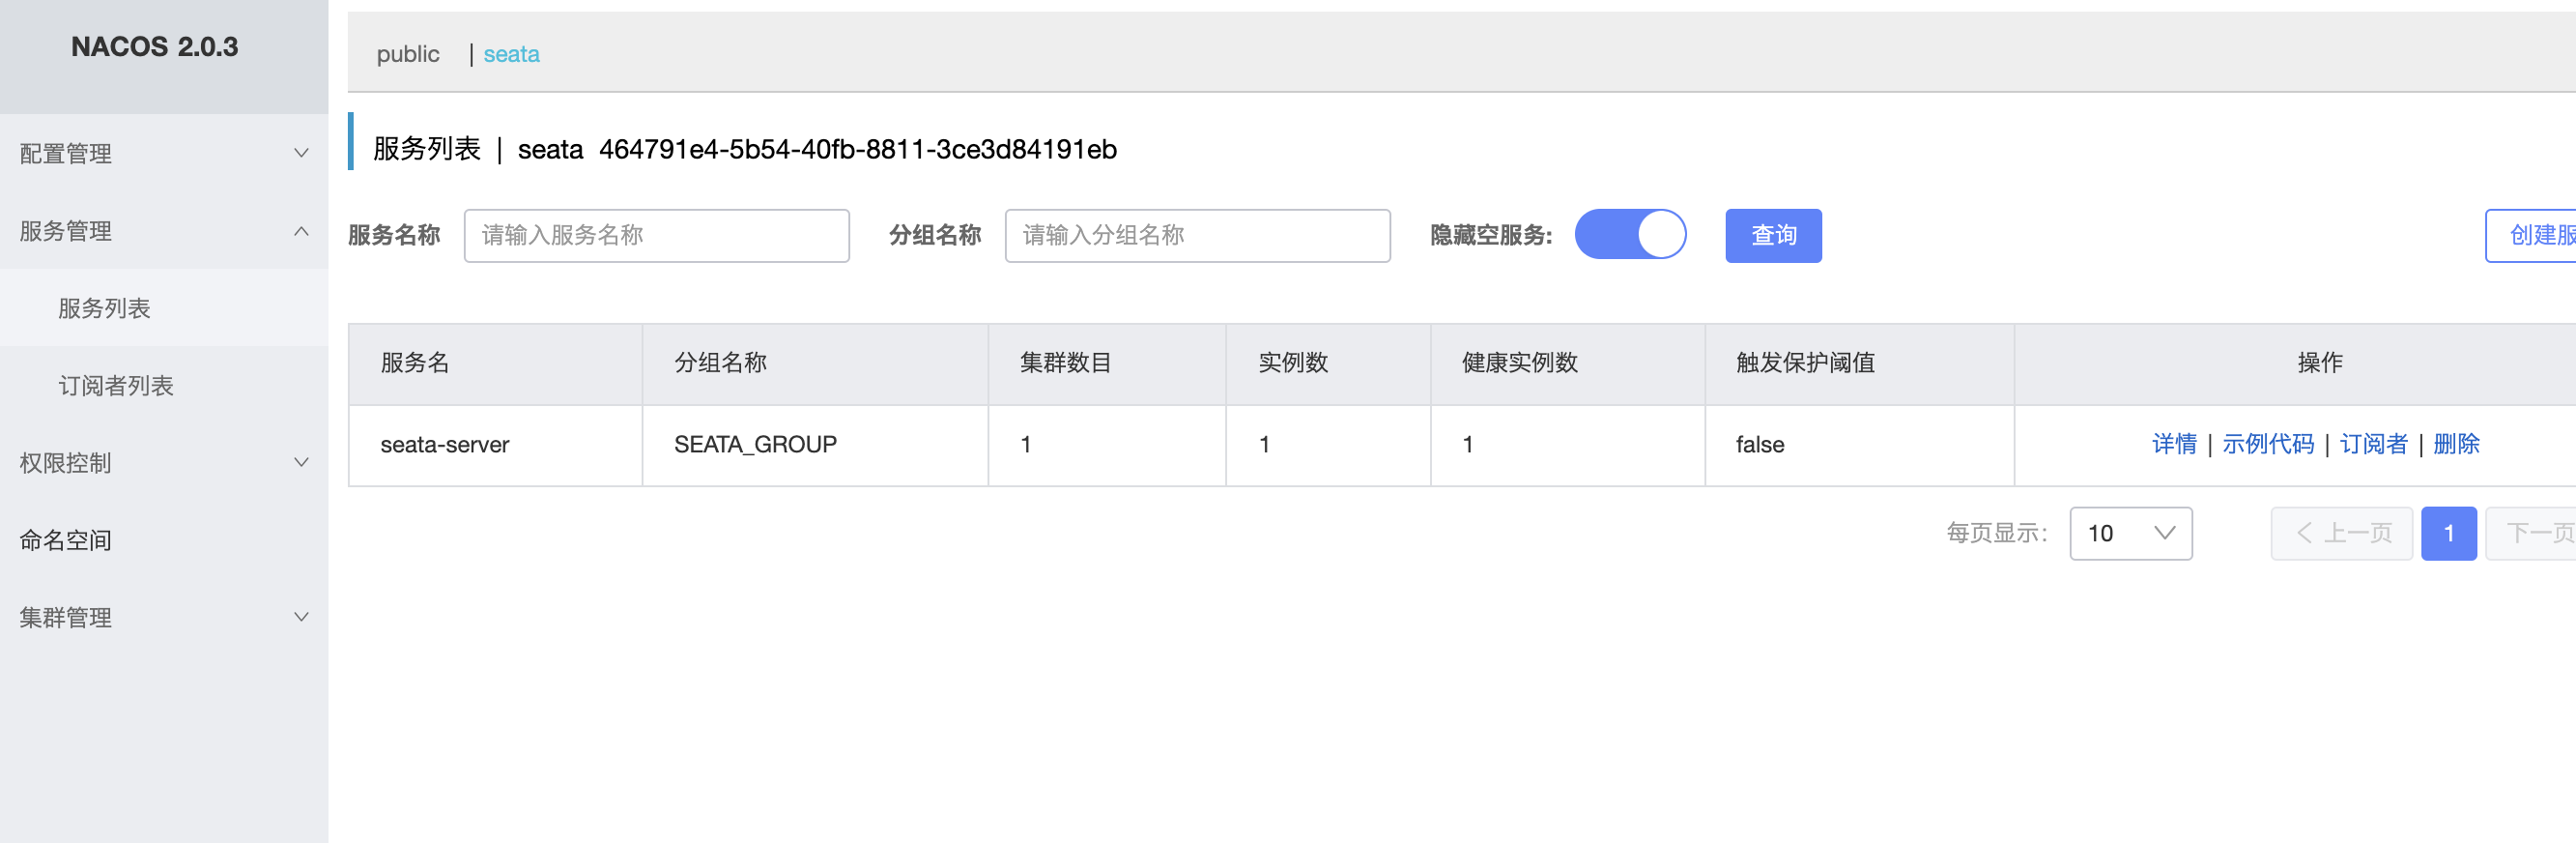 NACOS 2.0.3
配置管理
服务管理
服务列表
订阅者列表
权限控制
命名空间
集群管理
public | seata
服务列表 | seata 464791e4-5b54-40fb-8811-3ce3d84191eb
服务名称 请输入服务名称 分组名称 请输入分组名称 隐藏空服务: 查询 创建服
服务名 分组名称 集群数目 实例数 健康实例数 触发保护阈值 操作
seata-server SEATA_GROUP 1 1 1 false 详情 | 示例代码 | 订阅者 | 删除
每页显示: 10 上一页 1 下一页